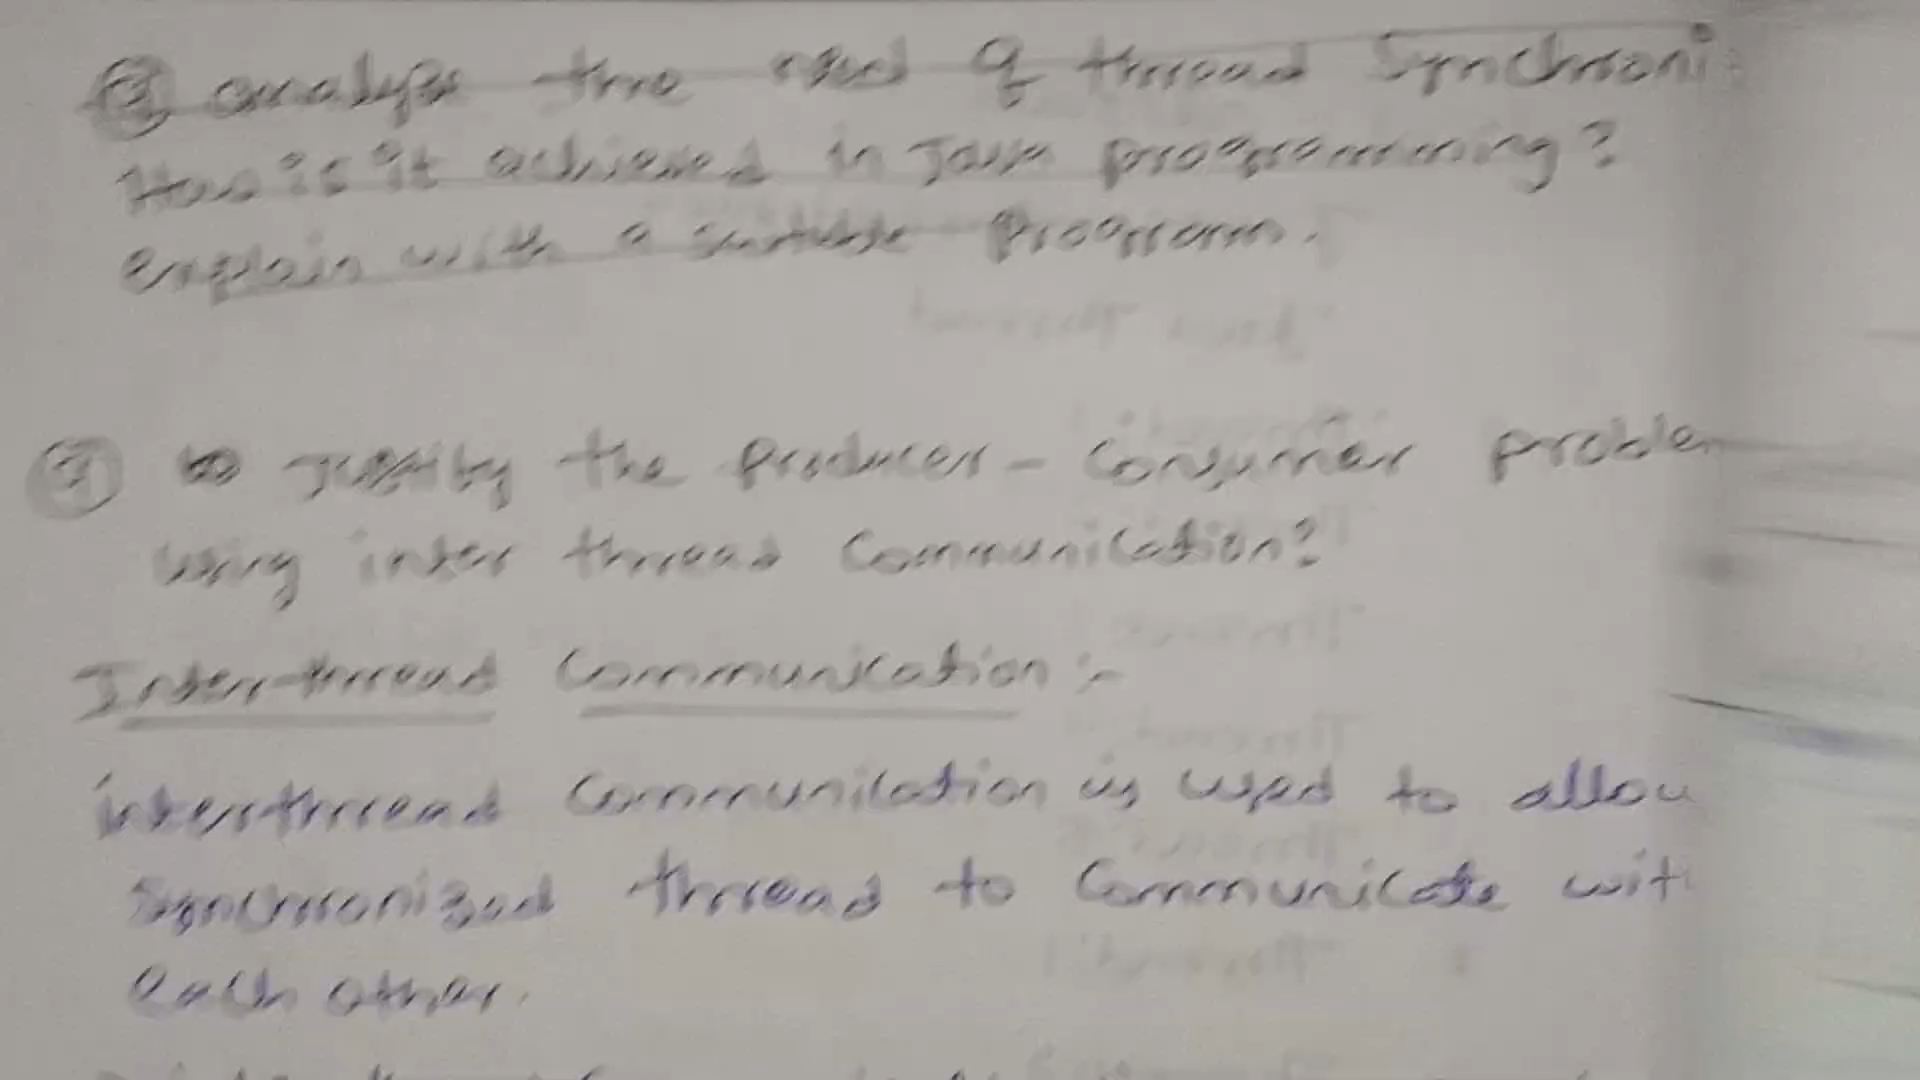 analyse the need of thread Synchroni
How is it achieved in Java programming?
explain with a suitable program.
Justify the Producer - Consumer problem
using inter thread Communication?
Inter-thread Communication :-
interthread Communication is used to allow
Synchronized thread to Communicate with
each other.